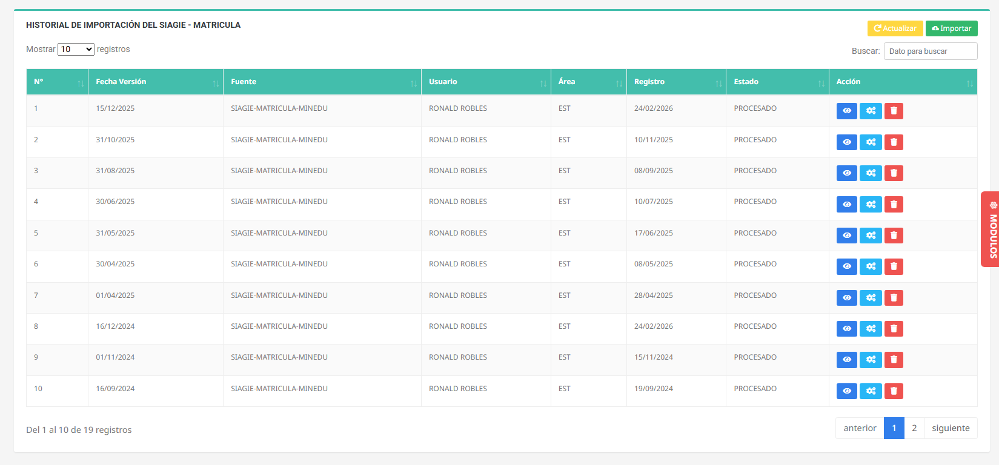 HISTORIAL DE IMPORTACIÓN DEL SIAGIE - MATRICULA
Actualizar Importar
Mostrar 10 registros
Buscar: Dato para buscar
N° Fecha Versión Fuente Usuario Área Registro Estado Acción
1 15/12/2025 SIAGIE-MATRICULA-MINEDU RONALD ROBLES EST 24/02/2026 PROCESADO
2 31/10/2025 SIAGIE-MATRICULA-MINEDU RONALD ROBLES EST 10/11/2025 PROCESADO
3 31/08/2025 SIAGIE-MATRICULA-MINEDU RONALD ROBLES EST 08/09/2025 PROCESADO
4 30/06/2025 SIAGIE-MATRICULA-MINEDU RONALD ROBLES EST 10/07/2025 PROCESADO
5 31/05/2025 SIAGIE-MATRICULA-MINEDU RONALD ROBLES EST 17/06/2025 PROCESADO
6 30/04/2025 SIAGIE-MATRICULA-MINEDU RONALD ROBLES EST 08/05/2025 PROCESADO
7 01/04/2025 SIAGIE-MATRICULA-MINEDU RONALD ROBLES EST 28/04/2025 PROCESADO
8 16/12/2024 SIAGIE-MATRICULA-MINEDU RONALD ROBLES EST 24/02/2026 PROCESADO
9 01/11/2024 SIAGIE-MATRICULA-MINEDU RONALD ROBLES EST 15/11/2024 PROCESADO
10 16/09/2024 SIAGIE-MATRICULA-MINEDU RONALD ROBLES EST 19/09/2024 PROCESADO
Del 1 al 10 de 19 registros
anterior 1 2 siguiente
MODULOS